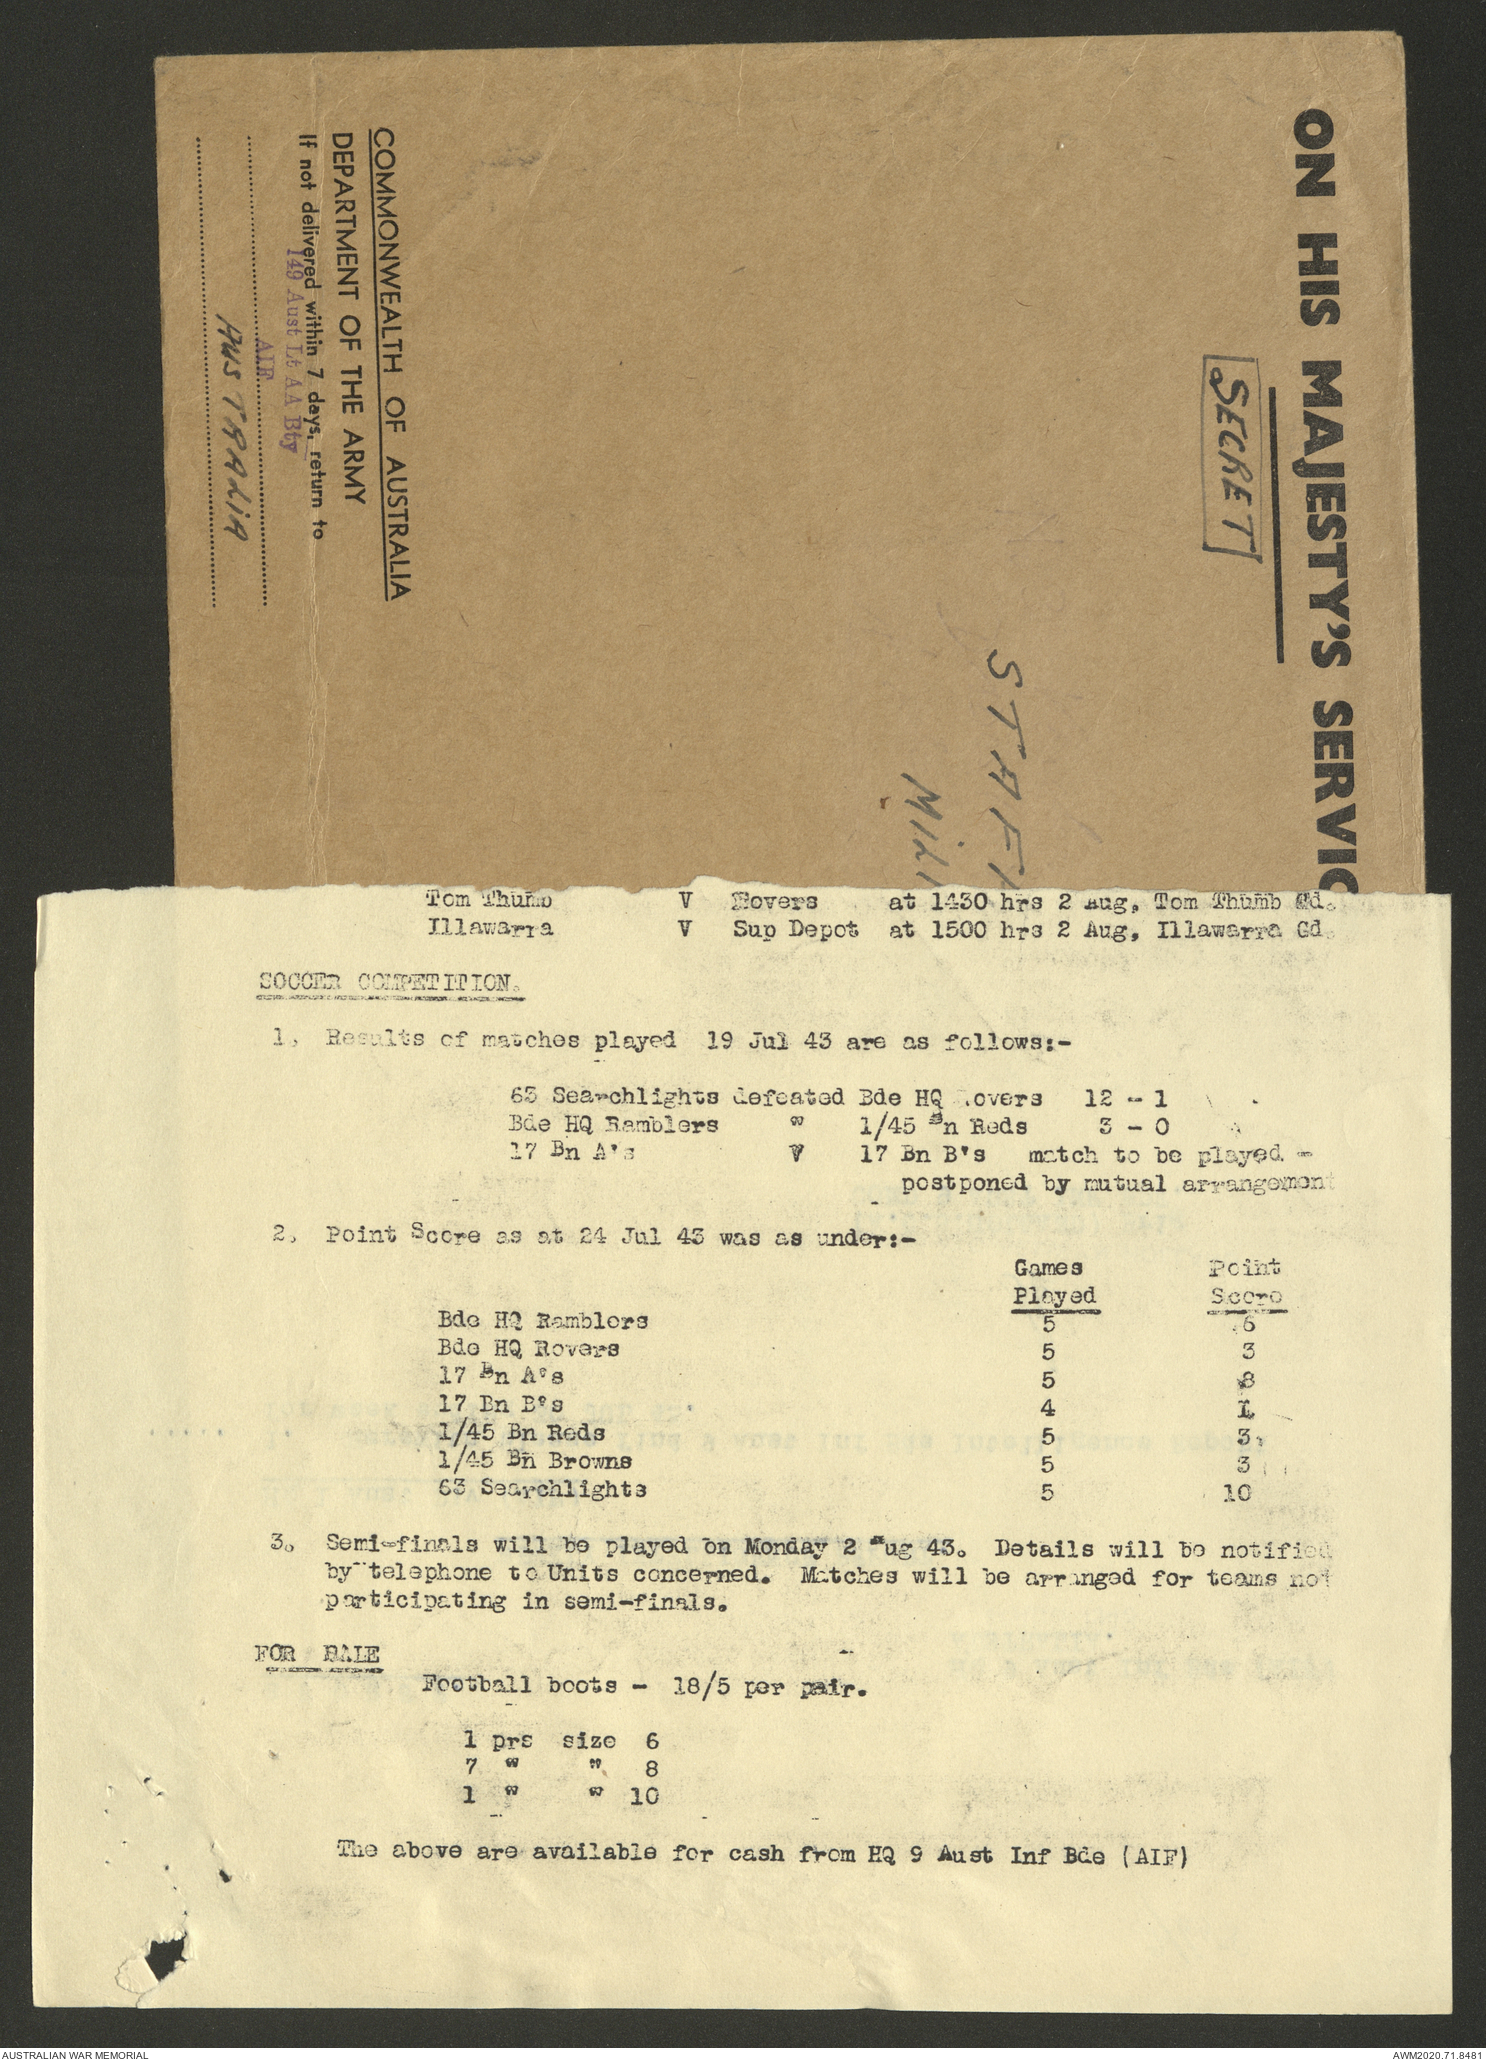 ON HIS MAJESTY'S SERVIC
SECRET
COMMONWEALTH OF AUSTRALIA
DEPARTMENT OF THE ARMY
If not delivered within 7 days, return to
149 Aust Lt AA Bty
AIF
AUSTRALIA
Tom Thumb V Rovers at 1430 hrs 2 Aug, Tom Thumb Gd.
Illawarra V Sup Depot at 1500 hrs 2 Aug, Illawarra Gd.
SOCCER COMPETITION.
1. Results of matches played 19 Jul 43 are as follows:-
63 Searchlights defeated Bde HQ Rovers 12 - 1
Bde HQ Ramblers " 1/45 Bn Reds 3 - 0
17 Bn A's V 17 Bn B's match to be played -
postponed by mutual arrangement
2. Point Score as at 24 Jul 43 was as under:-
Games Point
Played Score
Bde HQ Ramblers 5 6
Bde HQ Rovers 5 3
17 Bn A's 5 8
17 Bn B's 4 1
1/45 Bn Reds 5 3
1/45 Bn Browns 5 3
63 Searchlights 5 10
3. Semi-finals will be played on Monday 2 Aug 43. Details will be notified
by telephone to Units concerned. Matches will be arranged for teams not
participating in semi-finals.
FOR SALE
Football boots - 18/5 per pair.
1 prs size 6
7 " " 8
1 " " 10
The above are available for cash from HQ 9 Aust Inf Bde (AIF)
AUSTRALIAN WAR MEMORIAL
AWM2020.71.8481